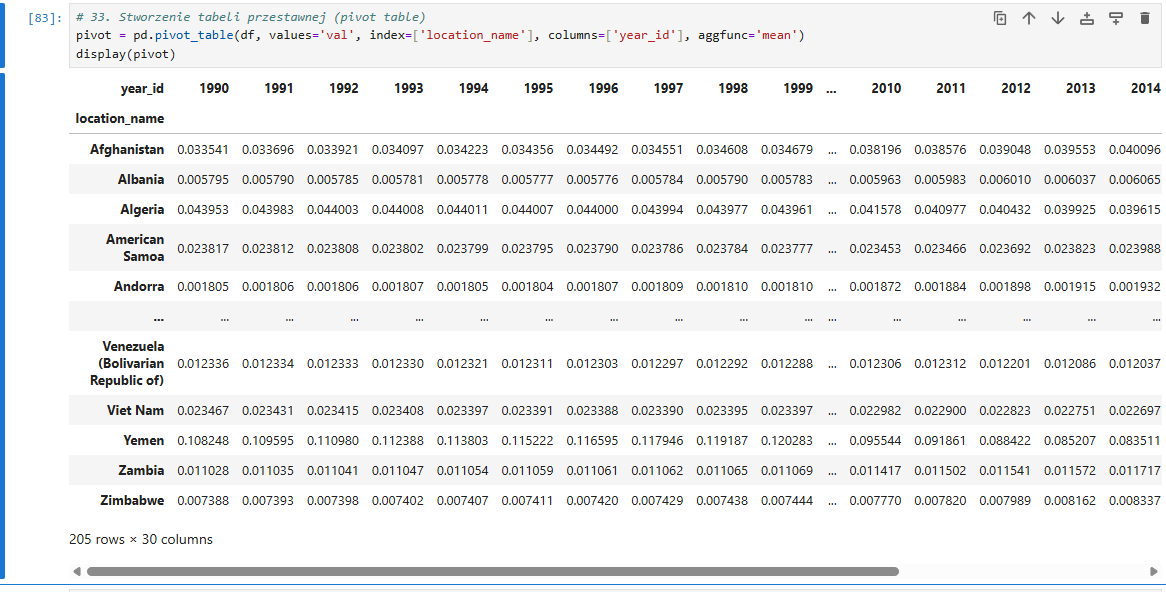 [83]:
# 33. Stworzenie tabeli przestawnej (pivot table)
pivot = pd.pivot_table(df, values='val', index=['location_name'], columns=['year_id'], aggfunc='mean')
display(pivot)
year_id 1990 1991 1992 1993 1994 1995 1996 1997 1998 1999 ... 2010 2011 2012 2013 2014
location_name
Afghanistan 0.033541 0.033696 0.033921 0.034097 0.034223 0.034356 0.034492 0.034551 0.034608 0.034679 ... 0.038196 0.038576 0.039048 0.039553 0.040096
Albania 0.005795 0.005790 0.005785 0.005781 0.005778 0.005777 0.005776 0.005784 0.005790 0.005783 ... 0.005963 0.005983 0.006010 0.006037 0.006065
Algeria 0.043953 0.043983 0.044003 0.044008 0.044011 0.044007 0.044000 0.043994 0.043977 0.043961 ... 0.041578 0.040977 0.040432 0.039925 0.039615
American
Samoa 0.023817 0.023812 0.023808 0.023802 0.023799 0.023795 0.023790 0.023786 0.023784 0.023777 ... 0.023453 0.023466 0.023692 0.023823 0.023988
Andorra 0.001805 0.001806 0.001806 0.001807 0.001805 0.001804 0.001807 0.001809 0.001810 0.001810 ... 0.001872 0.001884 0.001898 0.001915 0.001932
... ... ... ... ... ... ... ... ... ... ... ... ... ... ... ... ...
Venezuela
(Bolivarian 0.012336 0.012334 0.012333 0.012330 0.012321 0.012311 0.012303 0.012297 0.012292 0.012288 ... 0.012306 0.012312 0.012201 0.012086 0.012037
Republic of)
Viet Nam 0.023467 0.023431 0.023415 0.023408 0.023397 0.023391 0.023388 0.023390 0.023395 0.023397 ... 0.022982 0.022900 0.022823 0.022751 0.022697
Yemen 0.108248 0.109595 0.110980 0.112388 0.113803 0.115222 0.116595 0.117946 0.119187 0.120283 ... 0.095544 0.091861 0.088422 0.085207 0.083511
Zambia 0.011028 0.011035 0.011041 0.011047 0.011054 0.011059 0.011061 0.011062 0.011065 0.011069 ... 0.011417 0.011502 0.011541 0.011572 0.011717
Zimbabwe 0.007388 0.007393 0.007398 0.007402 0.007407 0.007411 0.007420 0.007429 0.007438 0.007444 ... 0.007770 0.007820 0.007989 0.008162 0.008337
205 rows × 30 columns